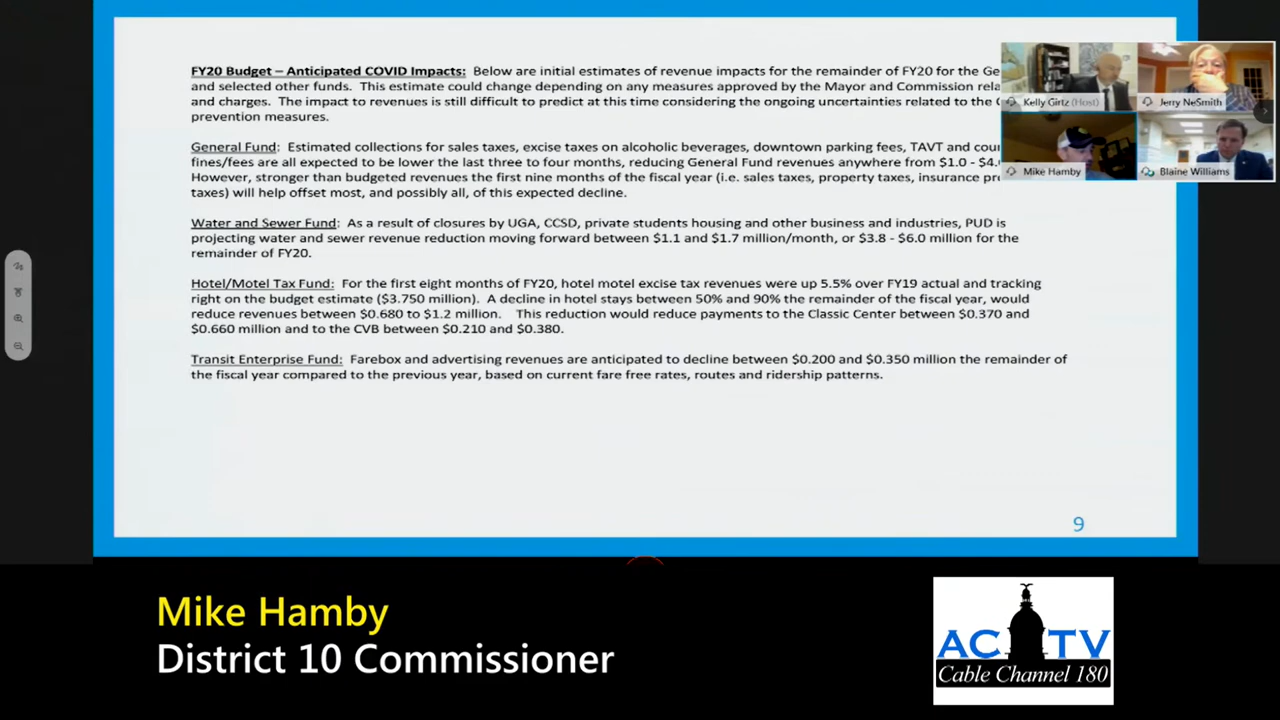 FY20 Budget – Anticipated COVID Impacts: Below are initial estimates of revenue impacts for the remainder of FY20 for the Ge
and selected other funds. This estimate could change depending on any measures approved by the Mayor and Commission rela
and charges. The impact to revenues is still difficult to predict at this time considering the ongoing uncertainties related to the
prevention measures.
General Fund: Estimated collections for sales taxes, excise taxes on alcoholic beverages, downtown parking fees, TAVT and cou
fines/fees are all expected to be lower the last three to four months, reducing General Fund revenues anywhere from $1.0 - $4.
However, stronger than budgeted revenues the first nine months of the fiscal year (i.e. sales taxes, property taxes, insurance pre
taxes) will help offset most, and possibly all, of this expected decline.
Water and Sewer Fund: As a result of closures by UGA, CCSD, private students housing and other business and industries, PUD is
projecting water and sewer revenue reduction moving forward between $1.1 and $1.7 million/month, or $3.8 - $6.0 million for the
remainder of FY20.
Hotel/Motel Tax Fund: For the first eight months of FY20, hotel motel excise tax revenues were up 5.5% over FY19 actual and tracking
right on the budget estimate ($3.750 million). A decline in hotel stays between 50% and 90% the remainder of the fiscal year, would
reduce revenues between $0.680 to $1.2 million. This reduction would reduce payments to the Classic Center between $0.370 and
$0.660 million and to the CVB between $0.210 and $0.380.
Transit Enterprise Fund: Farebox and advertising revenues are anticipated to decline between $0.200 and $0.350 million the remainder of
the fiscal year compared to the previous year, based on current fare free rates, routes and ridership patterns.
9
Kelly Girtz (Host)
Jerry NeSmith
Mike Hamby
Blaine Williams
Mike Hamby
District 10 Commissioner
AC TV
Cable Channel 180